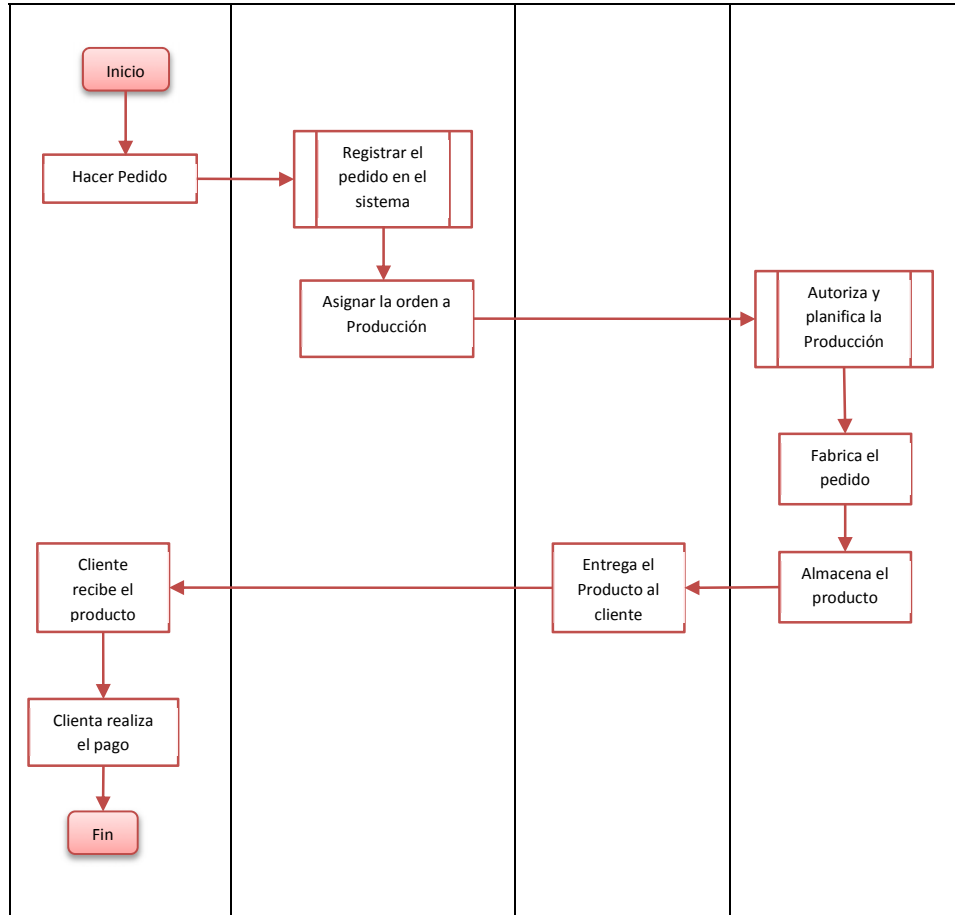 Inicio
Hacer Pedido
Registrar el
pedido en el
sistema
Asignar la orden a
Producción
Autoriza y
planifica la
Producción
Fabrica el
pedido
Almacena el
producto
Entrega el
Producto al
cliente
Cliente
recibe el
producto
Clienta realiza
el pago
Fin